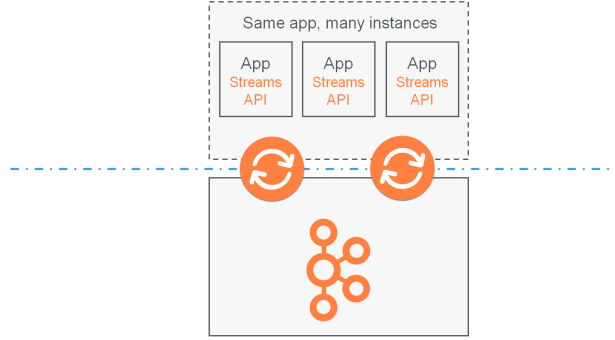 Same app, many instances
App App App
Streams Streams Streams
API API API